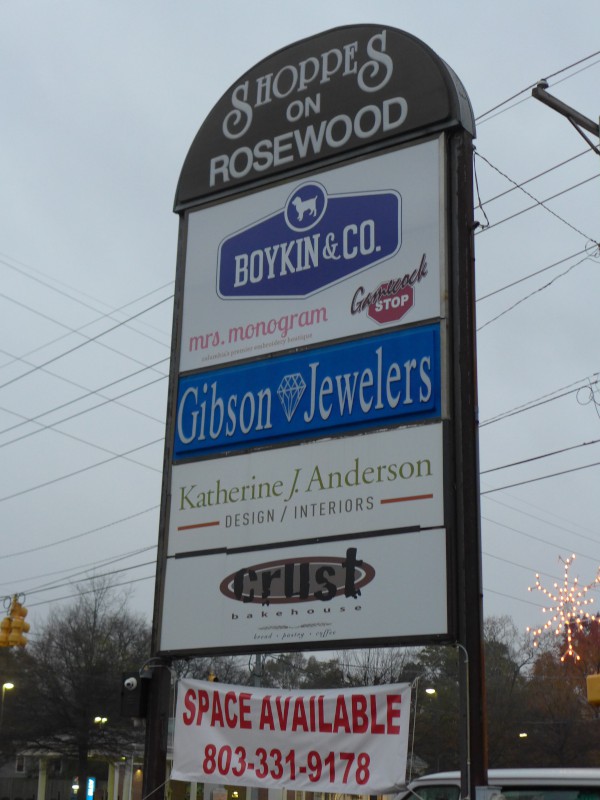 SHOPPES
ON
ROSEWOOD
BOYKIN & CO.
Gamecock
STOP
mrs. monogram
Gibson Jewelers
Katherine J. Anderson
DESIGN / INTERIORS
crust
bakehouse
bread - pastry - coffee
SPACE AVAILABLE
803-331-9178